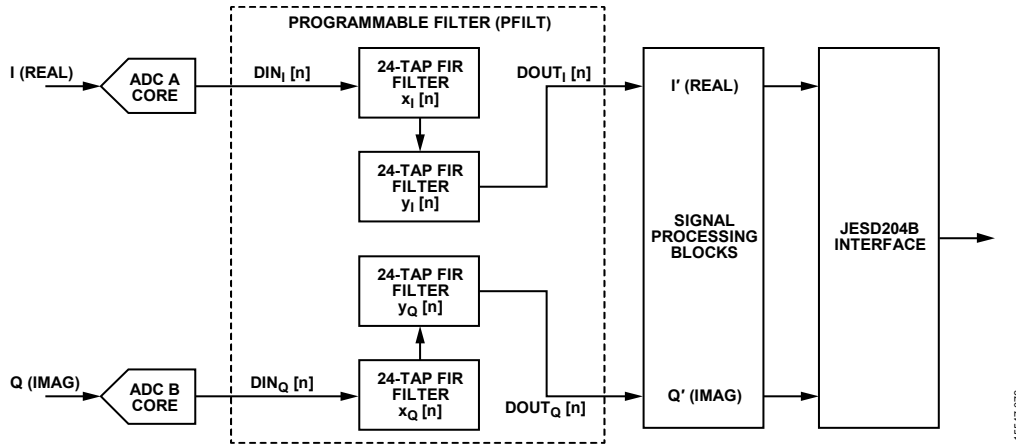 PROGRAMMABLE FILTER (PFILT)
I (REAL)
ADC A
CORE
DINI [n]
24-TAP FIR
FILTER
xI [n]
DOUTI [n]
I′ (REAL)
24-TAP FIR
FILTER
yI [n]
SIGNAL
PROCESSING
BLOCKS
JESD204B
INTERFACE
24-TAP FIR
FILTER
yQ [n]
Q (IMAG)
ADC B
CORE
DINQ [n]
24-TAP FIR
FILTER
xQ [n]
DOUTQ [n]
Q′ (IMAG)